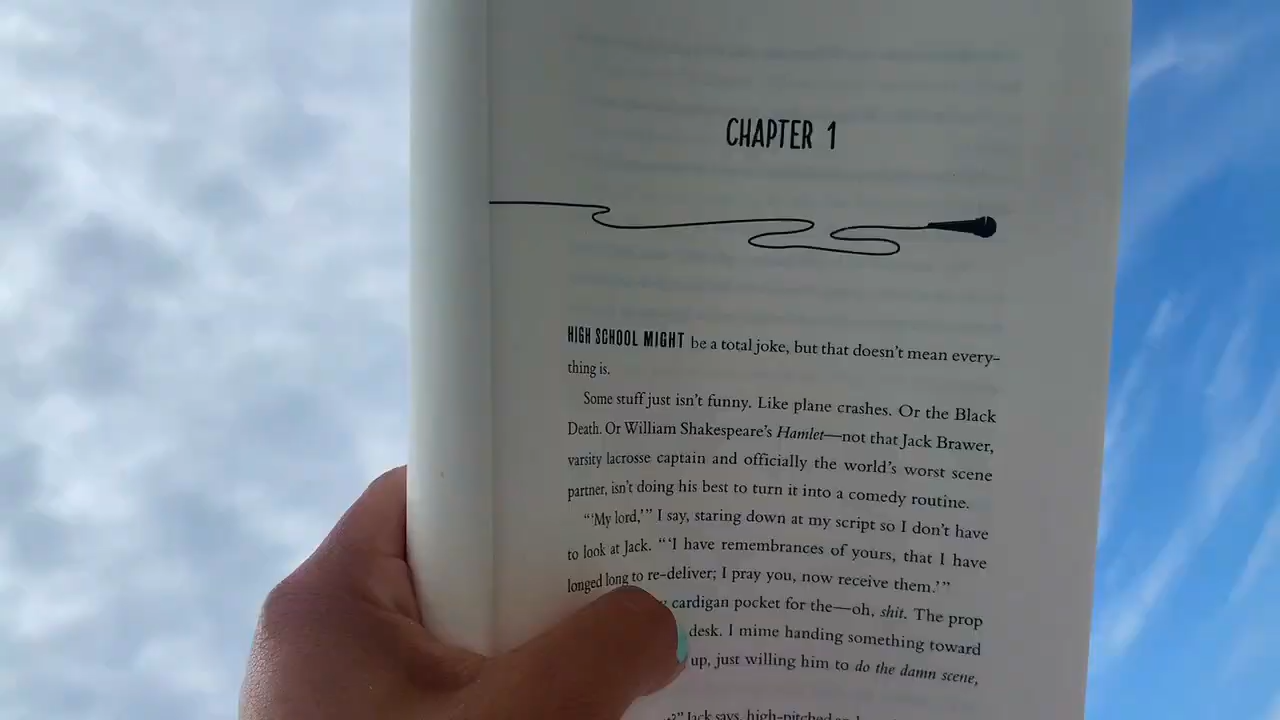 CHAPTER 1
HIGH SCHOOL MIGHT be a total joke, but that doesn't mean every-
thing is.
Some stuff just isn't funny. Like plane crashes. Or the Black
Death. Or William Shakespeare's Hamlet—not that Jack Brawer,
varsity lacrosse captain and officially the world's worst scene
partner, isn't doing his best to turn it into a comedy routine.
"'My lord,'" I say, staring down at my script so I don't have
to look at Jack. "'I have remembrances of yours, that I have
longed long to re-deliver; I pray you, now receive them.'"
cardigan pocket for the—oh, shit. The prop
desk. I mime handing something toward
up, just willing him to do the damn scene,
Jack says, high-pitched